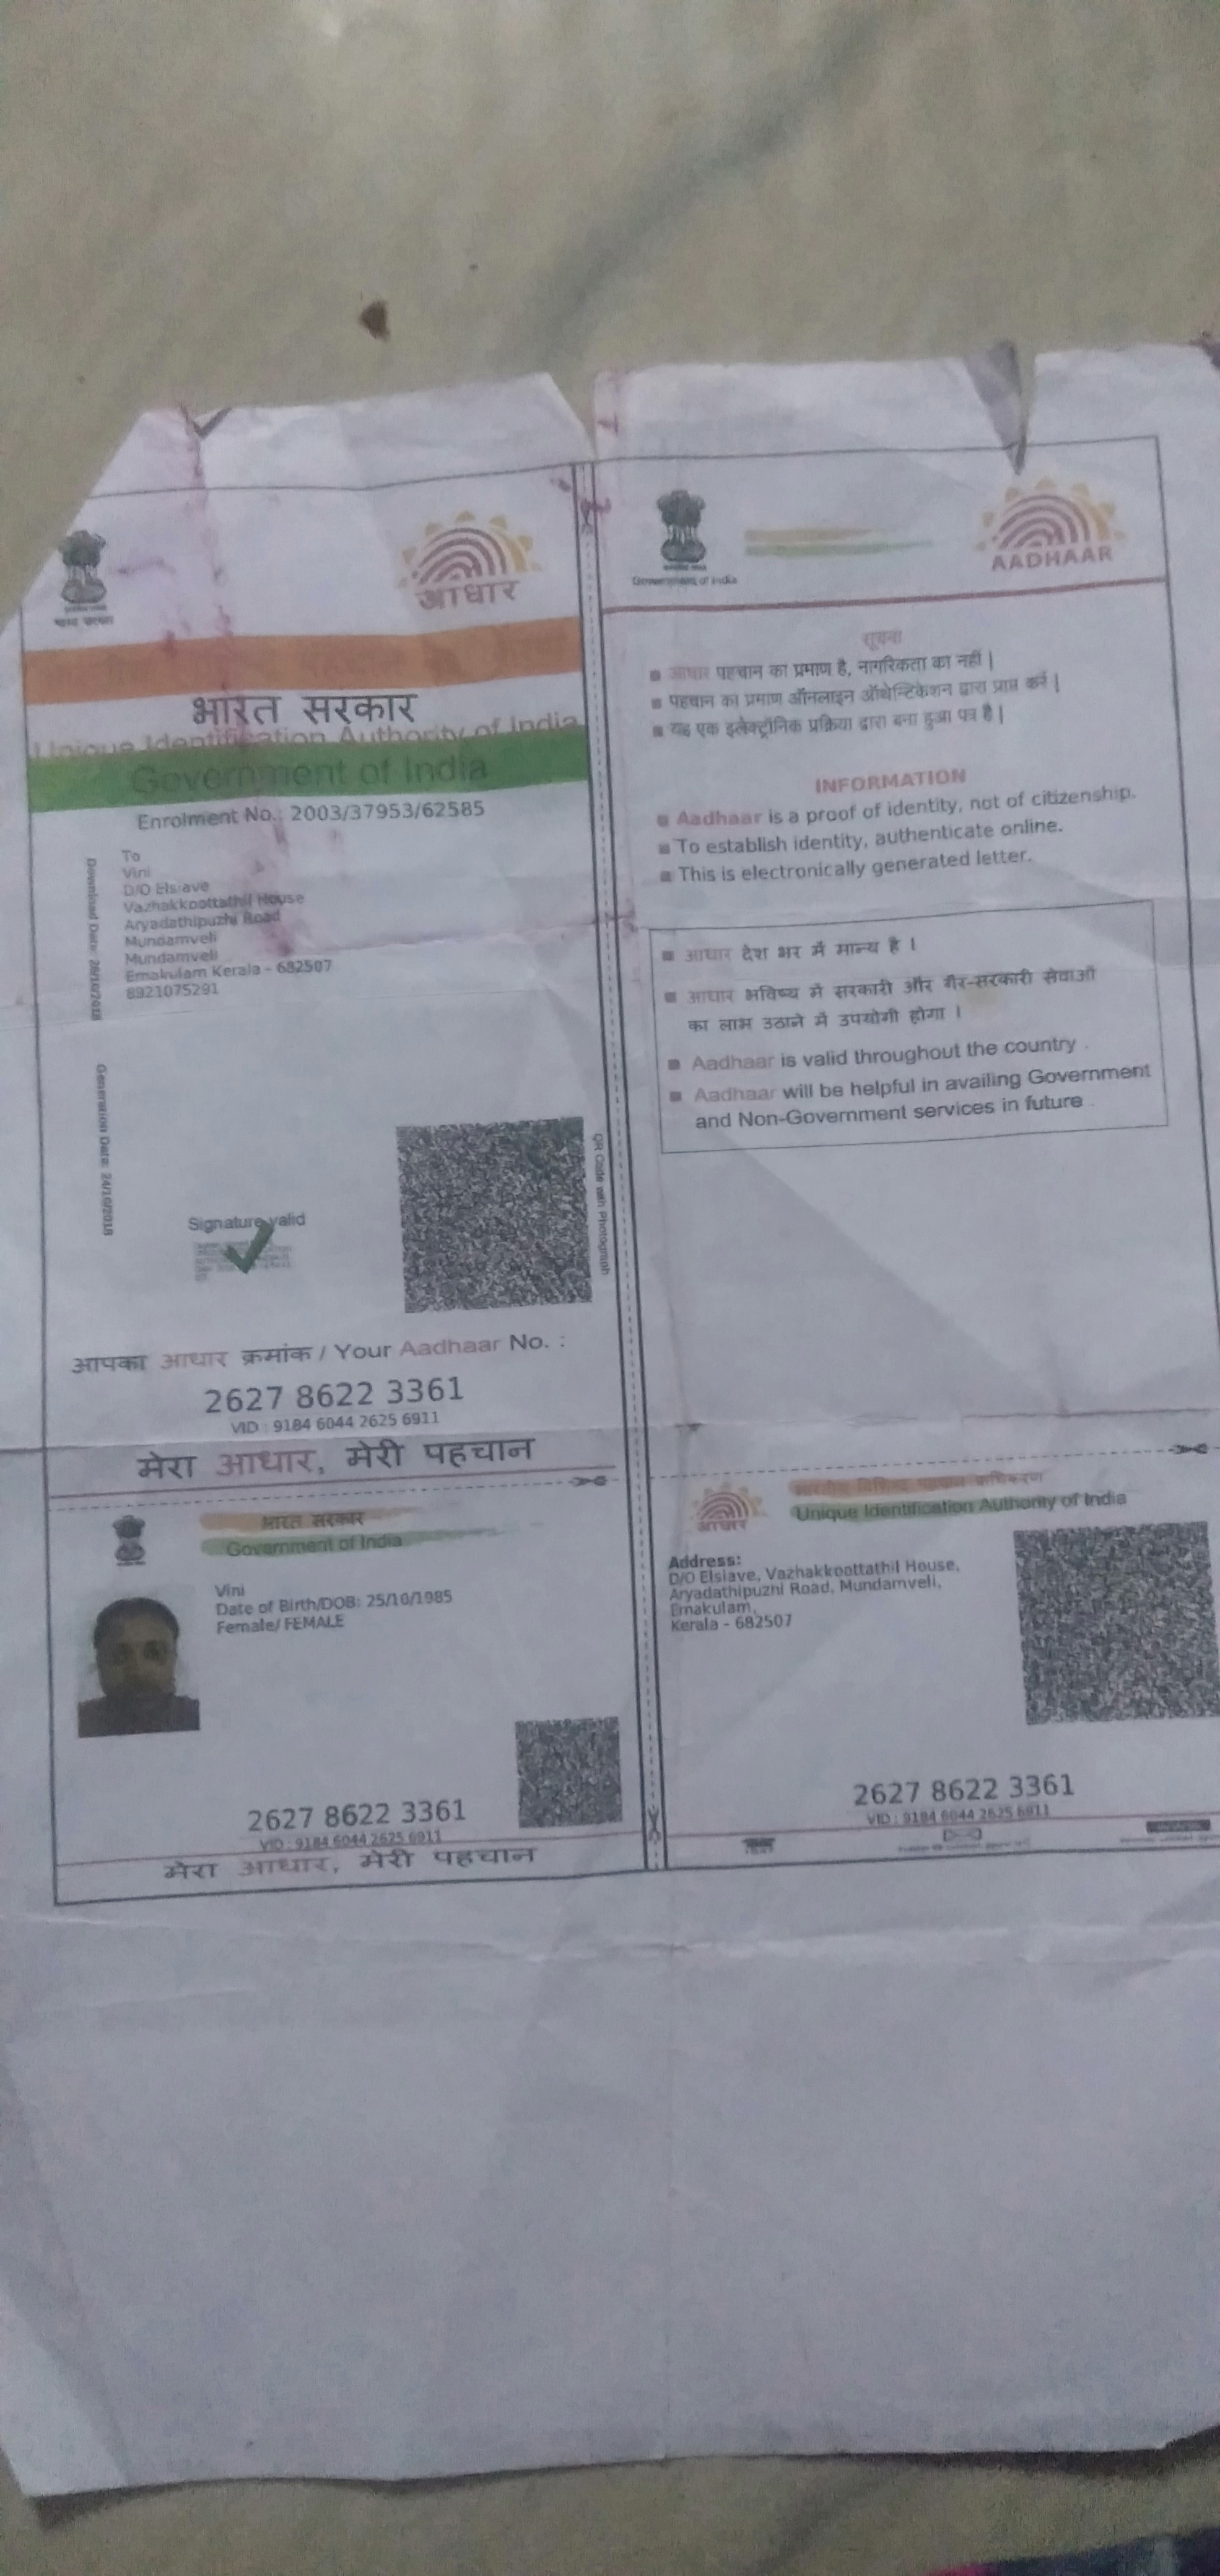 आधार
भारत सरकार
Unique Identification Authority of India
Government of India
Enrolment No.: 2003/37953/62585
To
Vini
D/O Elsiave
Vazhakkoottathil House
Aryadathipuzhi Road
Mundamveli
Mundamveli
Ernakulam Kerala - 682507
8921075291
Download Date:
Generation Date: 24/10/2018
Signature valid
QR Code with Photograph
आपका आधार क्रमांक / Your Aadhaar No. :
2627 8622 3361
VID : 9184 6044 2625 6911
मेरा आधार, मेरी पहचान
भारत सरकार
Government of India
Vini
Date of Birth/DOB: 25/10/1985
Female/ FEMALE
2627 8622 3361
VID : 9184 6044 2625 6911
मेरा आधार, मेरी पहचान
Government of India
AADHAAR
सूचना
आधार पहचान का प्रमाण है, नागरिकता का नहीं |
पहचान का प्रमाण ऑनलाइन ऑथेन्टिकेशन द्वारा प्राप्त करें |
यह एक इलेक्ट्रॉनिक प्रक्रिया द्वारा बना हुआ पत्र है |
INFORMATION
Aadhaar is a proof of identity, not of citizenship.
To establish identity, authenticate online.
This is electronically generated letter.
आधार देश भर में मान्य है ।
आधार भविष्य में सरकारी और गैर-सरकारी सेवाओं
का लाभ उठाने में उपयोगी होगा ।
Aadhaar is valid throughout the country .
Aadhaar will be helpful in availing Government
and Non-Government services in future .
भारतीय विशिष्ट पहचान प्राधिकरण
Unique Identification Authority of India
आधार
Address:
D/O Elsiave, Vazhakkoottathil House,
Aryadathipuzhi Road, Mundamveli,
Ernakulam,
Kerala - 682507
2627 8622 3361
VID : 9184 6044 2625 6911